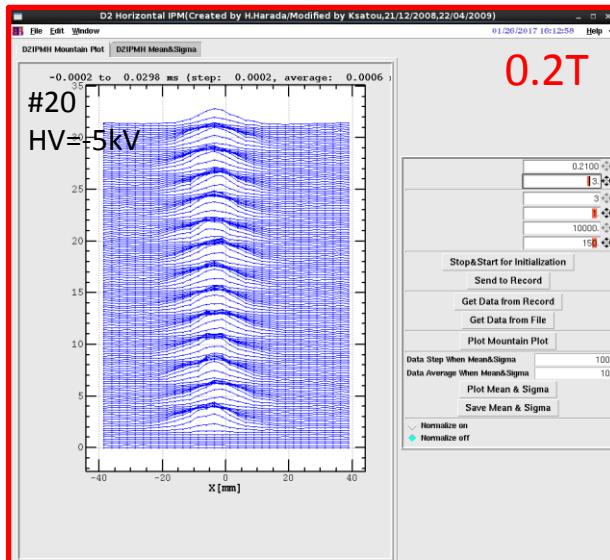 D2 Horizontal IPM(Created by H.Harada/Modified by Ksatou,21/12/2008,22/04/2009)
File Edit Window 01/26/2017 16:12:58 Help
D2IPMH Mountain Plot D2IPMH Mean&Sigma
0.2T
-0.0002 to 0.0298 ms (step: 0.0002, average: 0.0006
#20
HV=-5kV
35
30
25
20
15
10
5
0
-40 -20 0 20 40
X[mm]
0.2100
3.
3
1.
10000.
150.
Stop&Start for Initialization
Send to Record
Get Data from Record
Get Data from File
Plot Mountain Plot
Data Step When Mean&Sigma 100
Data Average When Mean&Sigma 10
Plot Mean & Sigma
Save Mean & Sigma
Normalize on
Normalize off